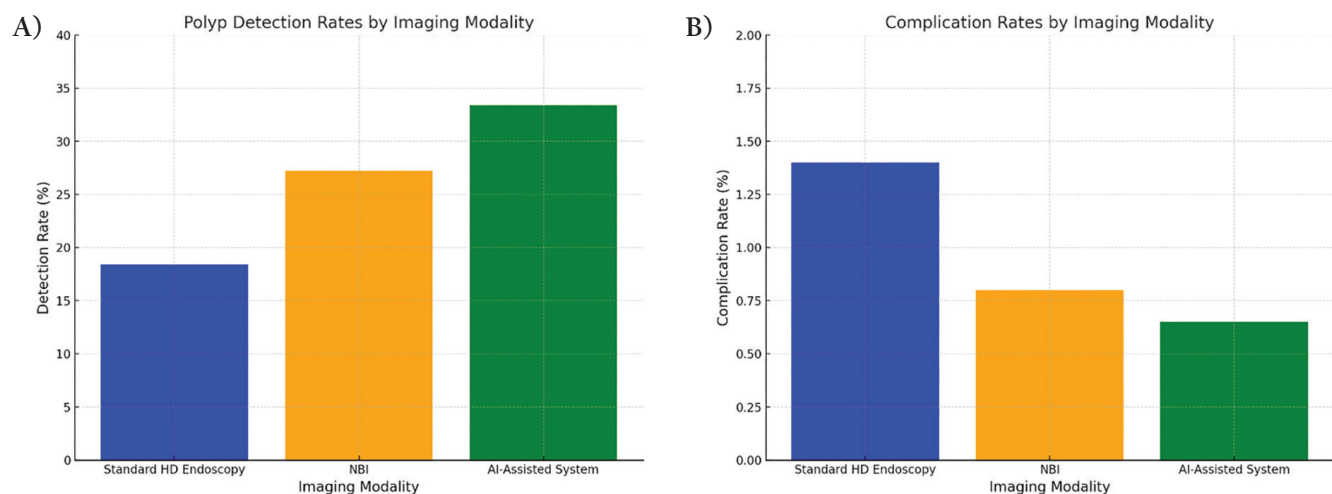 A)
Polyp Detection Rates by Imaging Modality
Detection Rate (%)
40
35
30
25
20
15
10
5
0
Standard HD Endoscopy
NBI
AI-Assisted System
Imaging Modality
B)
Complication Rates by Imaging Modality
Complication Rate (%)
2.00
1.75
1.50
1.25
1.00
0.75
0.50
0.25
0.00
Standard HD Endoscopy
NBI
AI-Assisted System
Imaging Modality